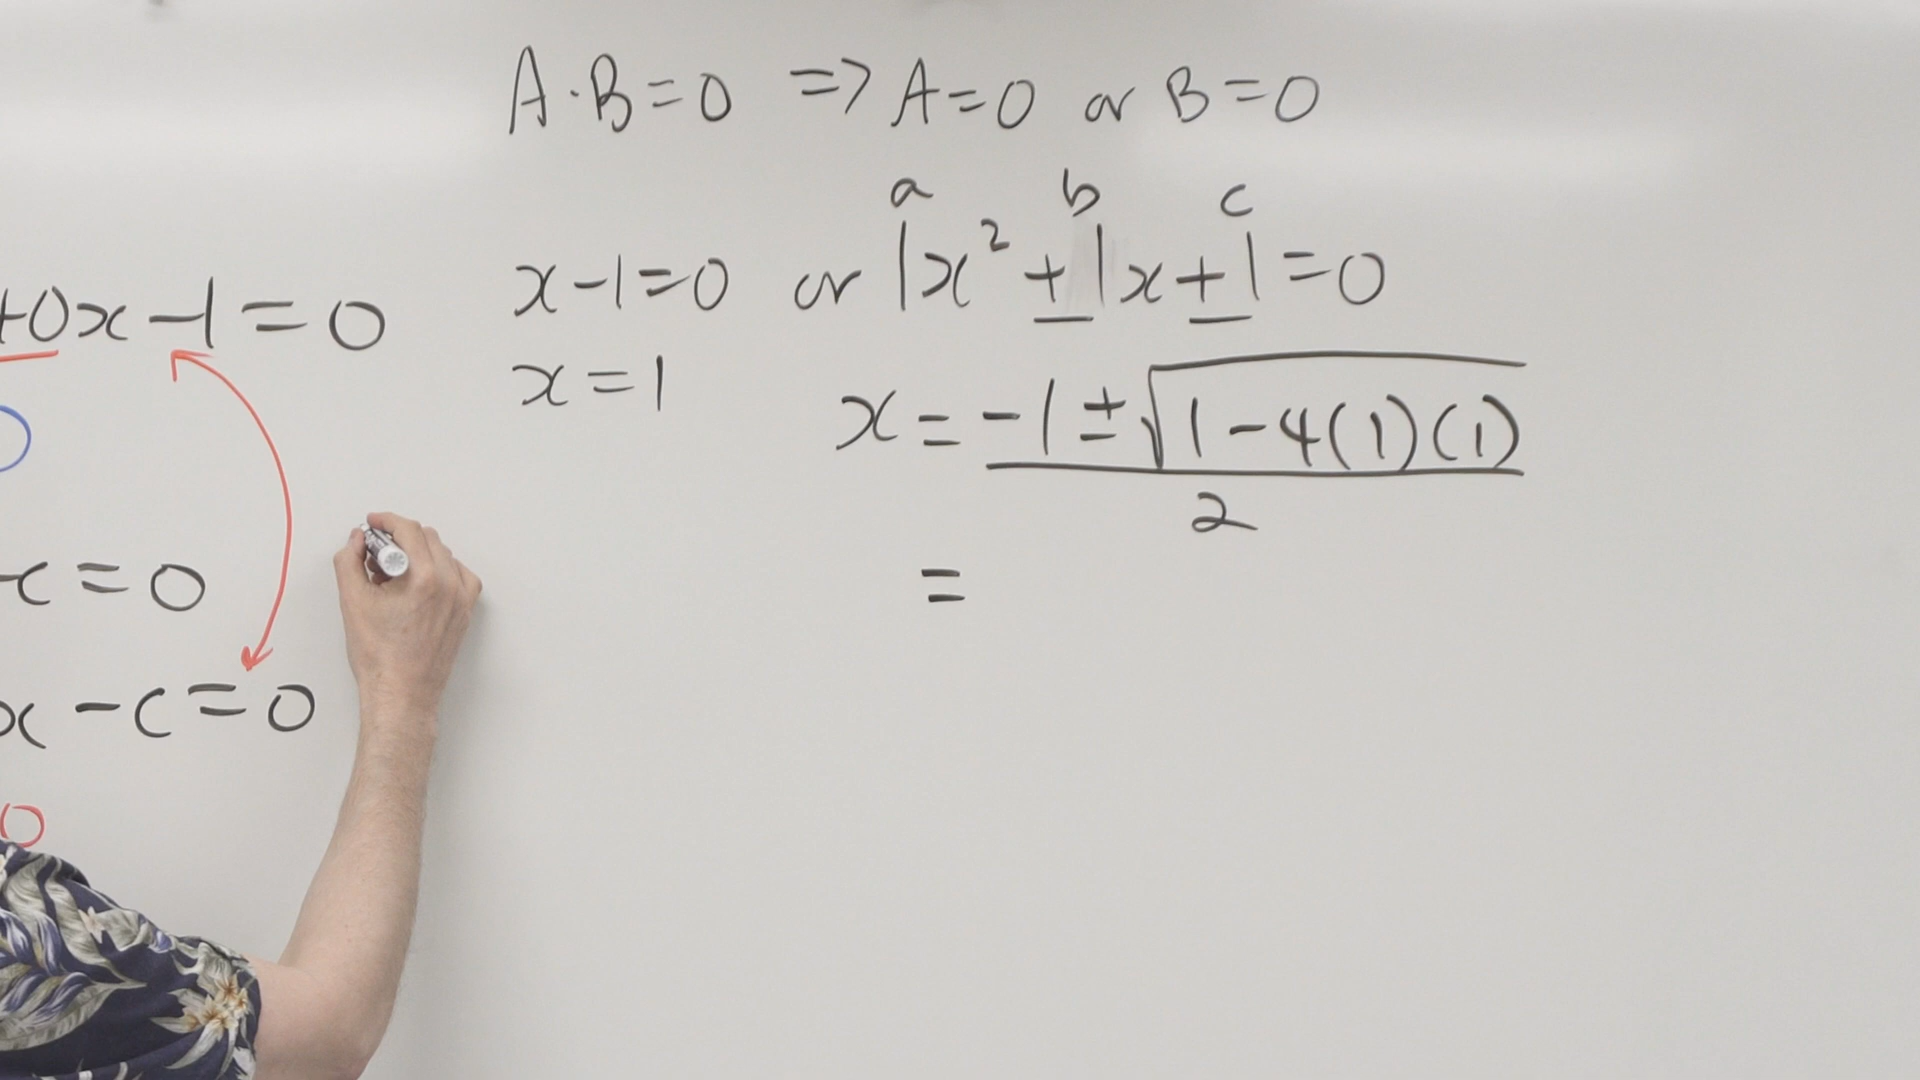 A·B=0 => A=0 or B=0
a b c
x-1=0 or 1x²+1x+1=0
x=1
x = -1±√(1-4(1)(1)) / 2
=
+0x-1=0
-c=0
x-c=0
0